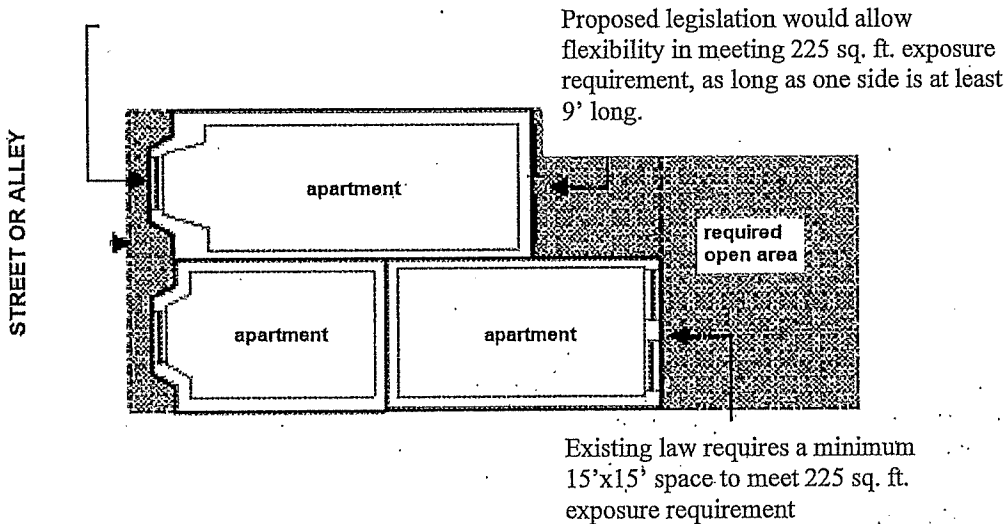 Proposed legislation would allow
flexibility in meeting 225 sq. ft. exposure
requirement, as long as one side is at least
9' long.
STREET OR ALLEY
apartment
required
open area
apartment
apartment
Existing law requires a minimum
15'x15' space to meet 225 sq. ft.
exposure requirement